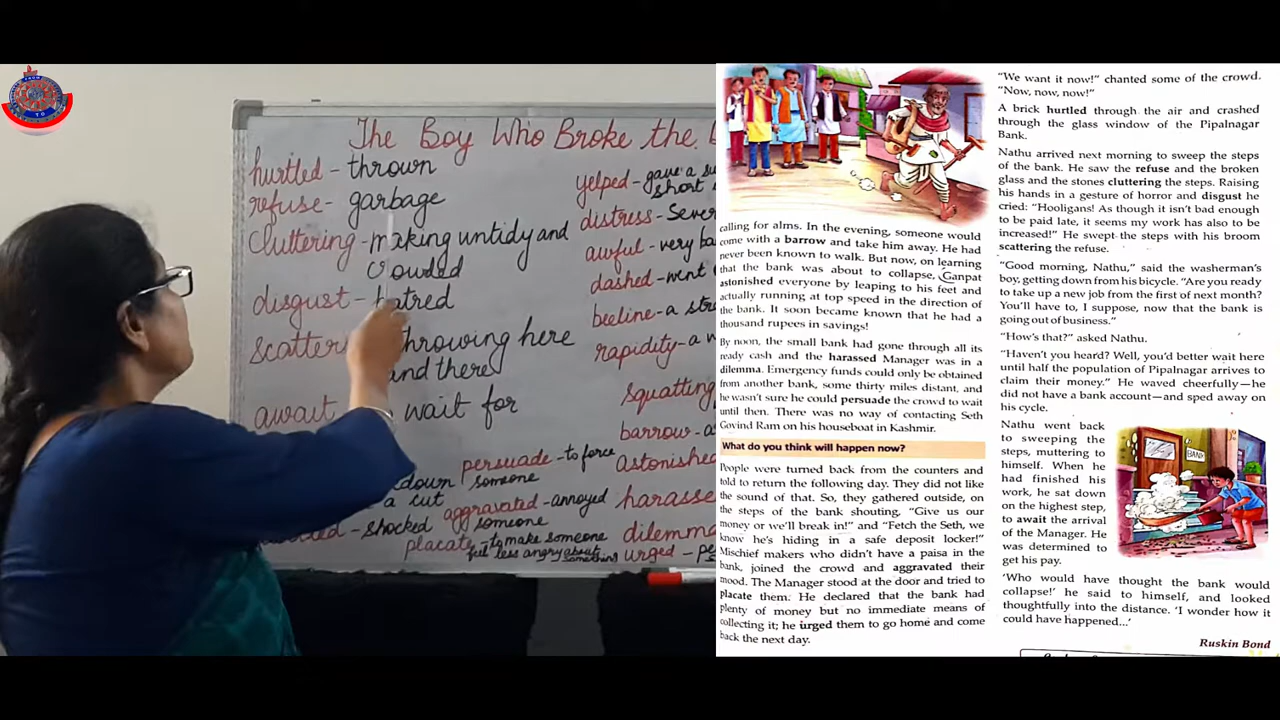 The Boy Who Broke the
hurtled - thrown
refuse - garbage
cluttering - making untidy and
crowded
disgust - hatred
throwing here
and there
await
wait for
persuade - to force
someone
down
a cut
aggravated - annoyed
someone
- shocked
placate - to make someone
feel less angry about
something
yelped - gave a
short
distress -
awful - very
dashed - went
beeline - a
rapidity - a
squatting
barrow - a
Astonished
dilemma
urged -
calling for alms. In the evening, someone would
come with a barrow and take him away. He had
never been known to walk. But now, on learning
that the bank was about to collapse, Ganpat
astonished everyone by leaping to his feet and
actually running at top speed in the direction of
the bank. It soon became known that he had a
thousand rupees in savings!
By noon, the small bank had gone through all its
ready cash and the harassed Manager was in a
dilemma. Emergency funds could only be obtained
from another bank, some thirty miles distant, and
he wasn't sure he could persuade the crowd to wait
until then. There was no way of contacting Seth
Govind Ram on his houseboat in Kashmir.
What do you think will happen now?
People were turned back from the counters and
told to return the following day. They did not like
the sound of that. So, they gathered outside, on
the steps of the bank shouting, "Give us our
money or we'll break in!" and "Fetch the Seth, we
know he's hiding in a safe deposit locker!"
Mischief makers who didn't have a paisa in the
bank, joined the crowd and aggravated their
mood. The Manager stood at the door and tried to
placate them. He declared that the bank had
plenty of money but no immediate means of
collecting it; he urged them to go home and come
back the next day.
"We want it now!" chanted some of the crowd.
"Now, now, now!"
A brick hurtled through the air and crashed
through the glass window of the Pipalnagar
Bank.
Nathu arrived next morning to sweep the steps
of the bank. He saw the refuse and the broken
glass and the stones cluttering the steps. Raising
his hands in a gesture of horror and disgust he
cried: "Hooligans! As though it isn't bad enough
to be paid late, it seems my work has also to be
increased!" He swept the steps with his broom
scattering the refuse.
"Good morning, Nathu," said the washerman's
boy, getting down from his bicycle. "Are you ready
to take up a new job from the first of next month?
You'll have to, I suppose, now that the bank is
going out of business."
"How's that?" asked Nathu.
"Haven't you heard? Well, you'd better wait here
until half the population of Pipalnagar arrives to
claim their money." He waved cheerfully—he
did not have a bank account—and sped away on
his cycle.
Nathu went back
to sweeping the
steps, muttering to
himself. When he
had finished his
work, he sat down
on the highest step,
to await the arrival
of the Manager. He
was determined to
get his pay.
BANK
'Who would have thought the bank would
collapse!' he said to himself, and looked
thoughtfully into the distance. 'I wonder how it
could have happened...'
Ruskin Bond